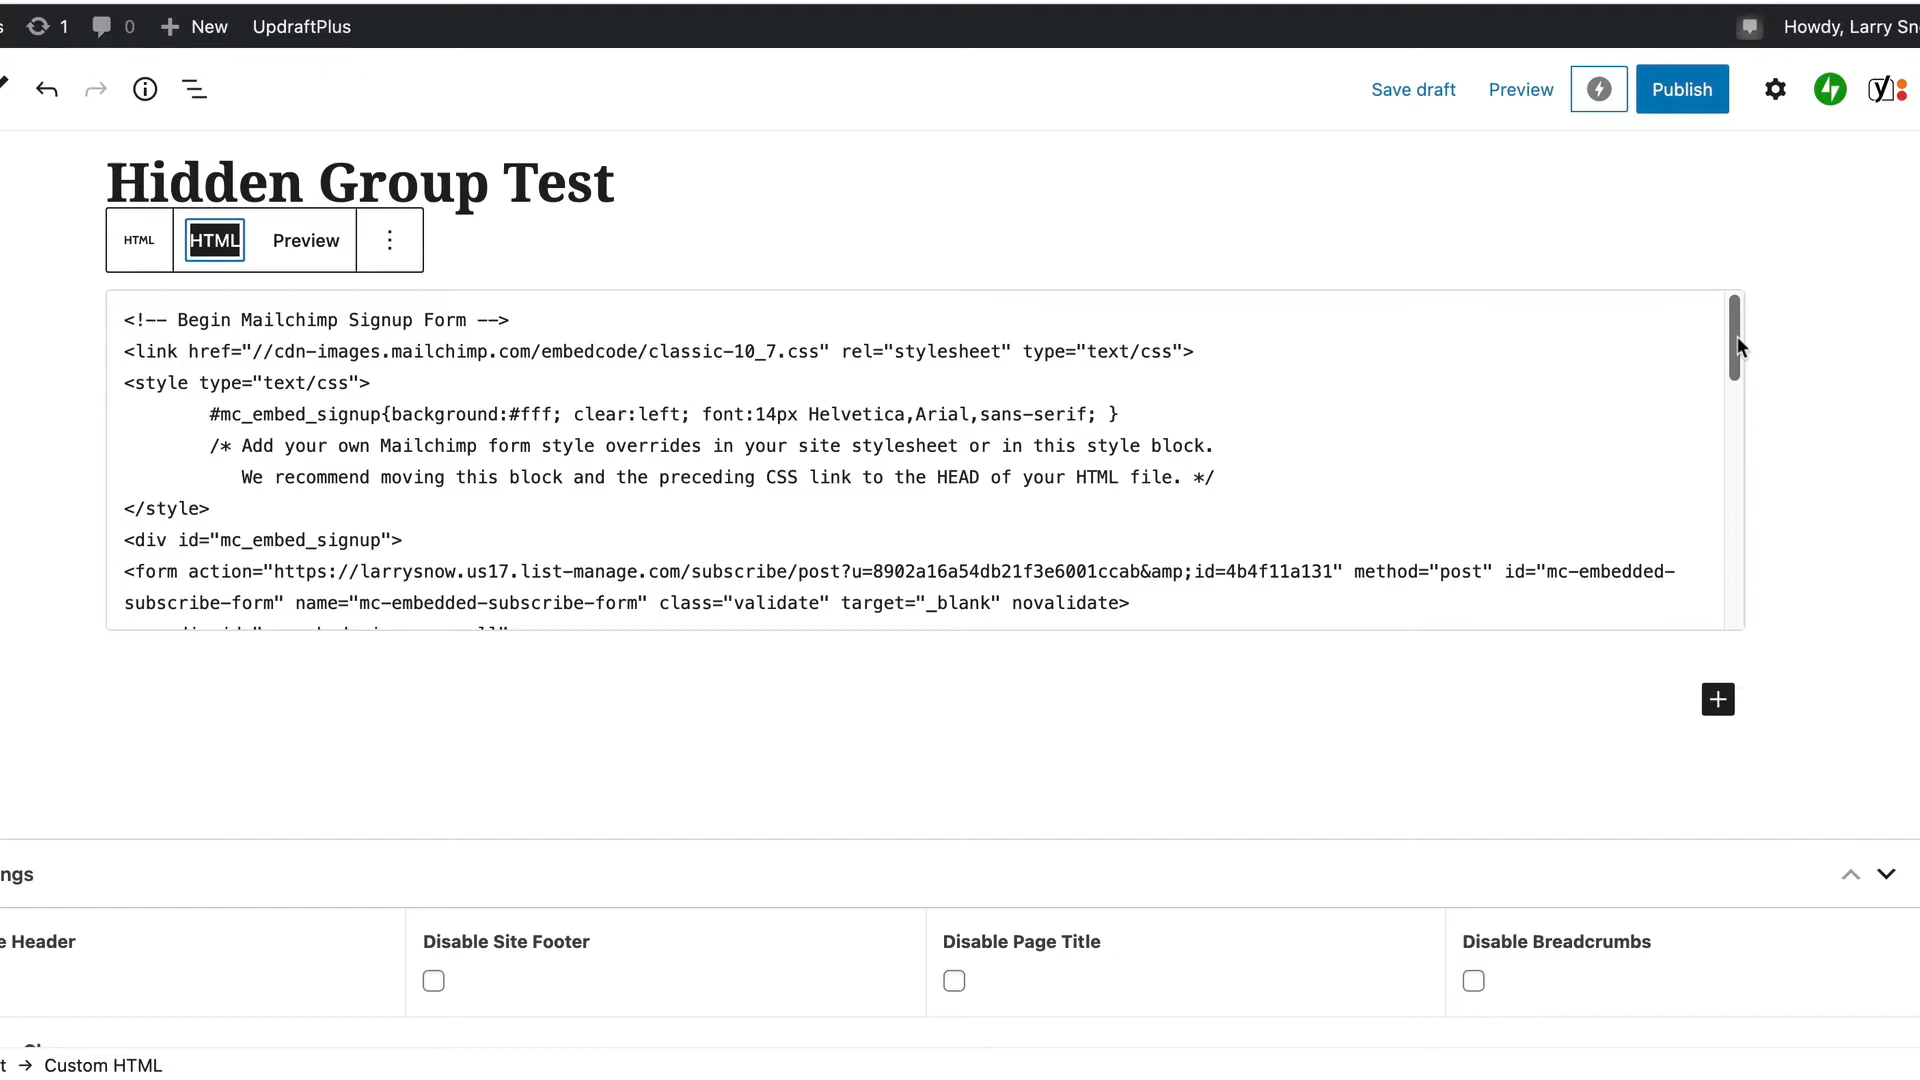 s 1 0 New UpdraftPlus Howdy, Larry Sn
Save draft Preview Publish
Hidden Group Test
HTML HTML Preview
<!-- Begin Mailchimp Signup Form -->
<link href="//cdn-images.mailchimp.com/embedcode/classic-10_7.css" rel="stylesheet" type="text/css">
<style type="text/css">
#mc_embed_signup{background:#fff; clear:left; font:14px Helvetica,Arial,sans-serif; }
/* Add your own Mailchimp form style overrides in your site stylesheet or in this style block.
We recommend moving this block and the preceding CSS link to the HEAD of your HTML file. */
</style>
<div id="mc_embed_signup">
<form action="https://larrysnow.us17.list-manage.com/subscribe/post?u=8902a16a54db21f3e6001ccab&amp;id=4b4f11a131" method="post" id="mc-embedded-
subscribe-form" name="mc-embedded-subscribe-form" class="validate" target="_blank" novalidate>
ngs
e Header Disable Site Footer Disable Page Title Disable Breadcrumbs
t → Custom HTML